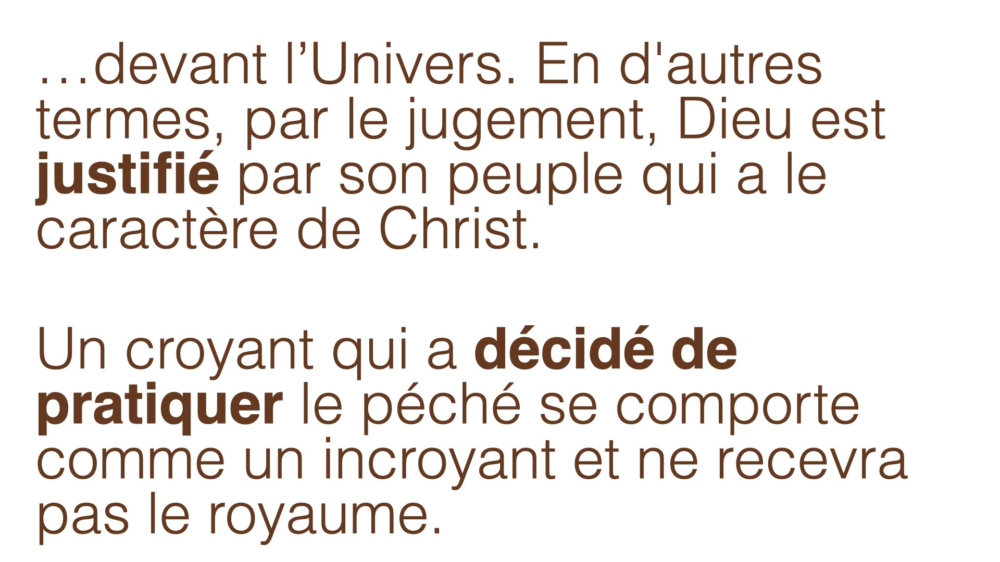 …devant l’Univers. En d'autres
termes, par le jugement, Dieu est
justifié par son peuple qui a le
caractère de Christ.
Un croyant qui a décidé de
pratiquer le péché se comporte
comme un incroyant et ne recevra
pas le royaume.